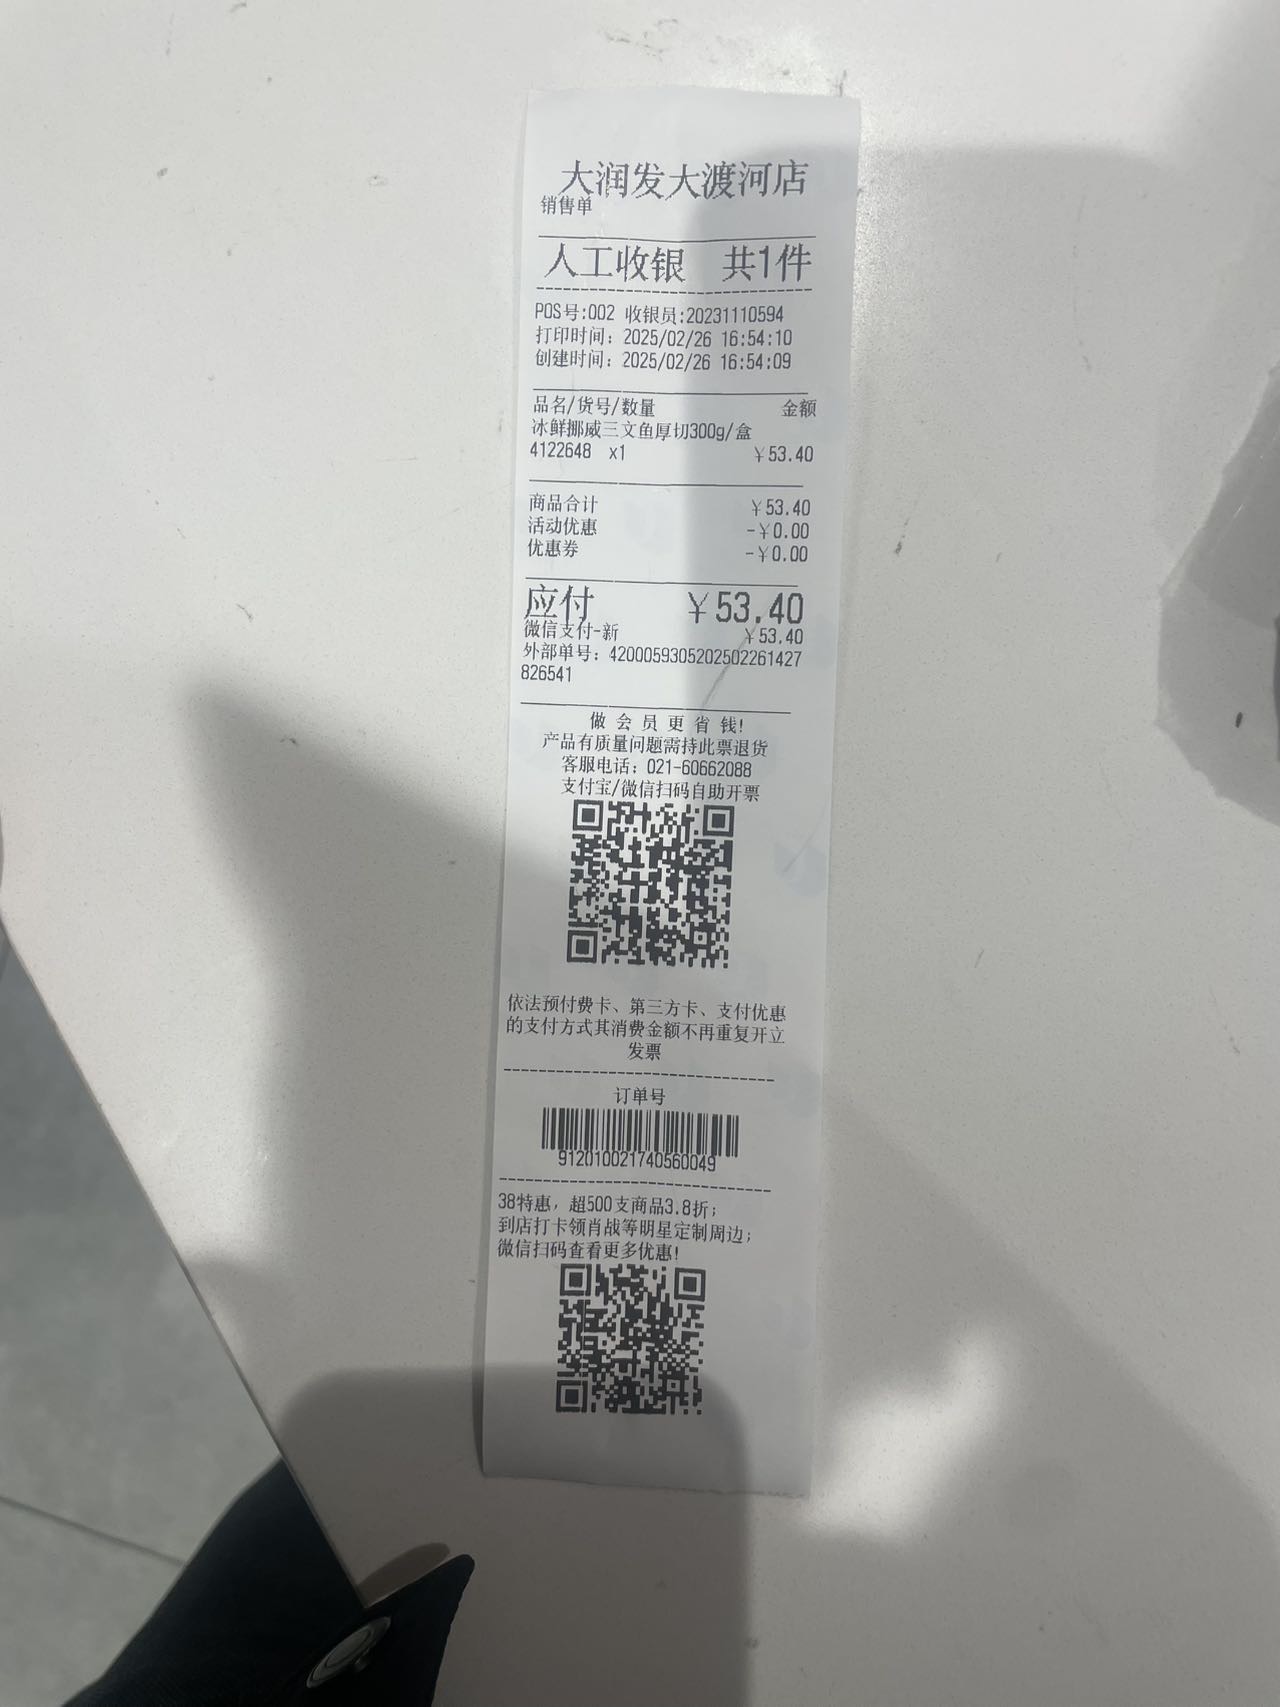 大润发大渡河店
销售单
人工收银 共1件
POS号:002 收银员:20231110594
打印时间: 2025/02/26 16:54:10
创建时间: 2025/02/26 16:54:09
品名/货号/数量 金额
冰鲜挪威三文鱼厚切300g/盒
4122648 x1 ￥53.40
商品合计 ￥53.40
活动优惠 -￥0.00
优惠券 -￥0.00
应付 ￥53.40
微信支付-新 ￥53.40
外部单号: 4200059305202502261427
826541
做会员更省钱!
产品有质量问题需持此票退货
客服电话: 021-60662088
支付宝/微信扫码自助开票
依法预付费卡、第三方卡、支付优惠
的支付方式其消费金额不再重复开立
发票
订单号
912010021740560049
38特惠，超500支商品3.8折；
到店打卡领肖战等明星定制周边；
微信扫码查看更多优惠!